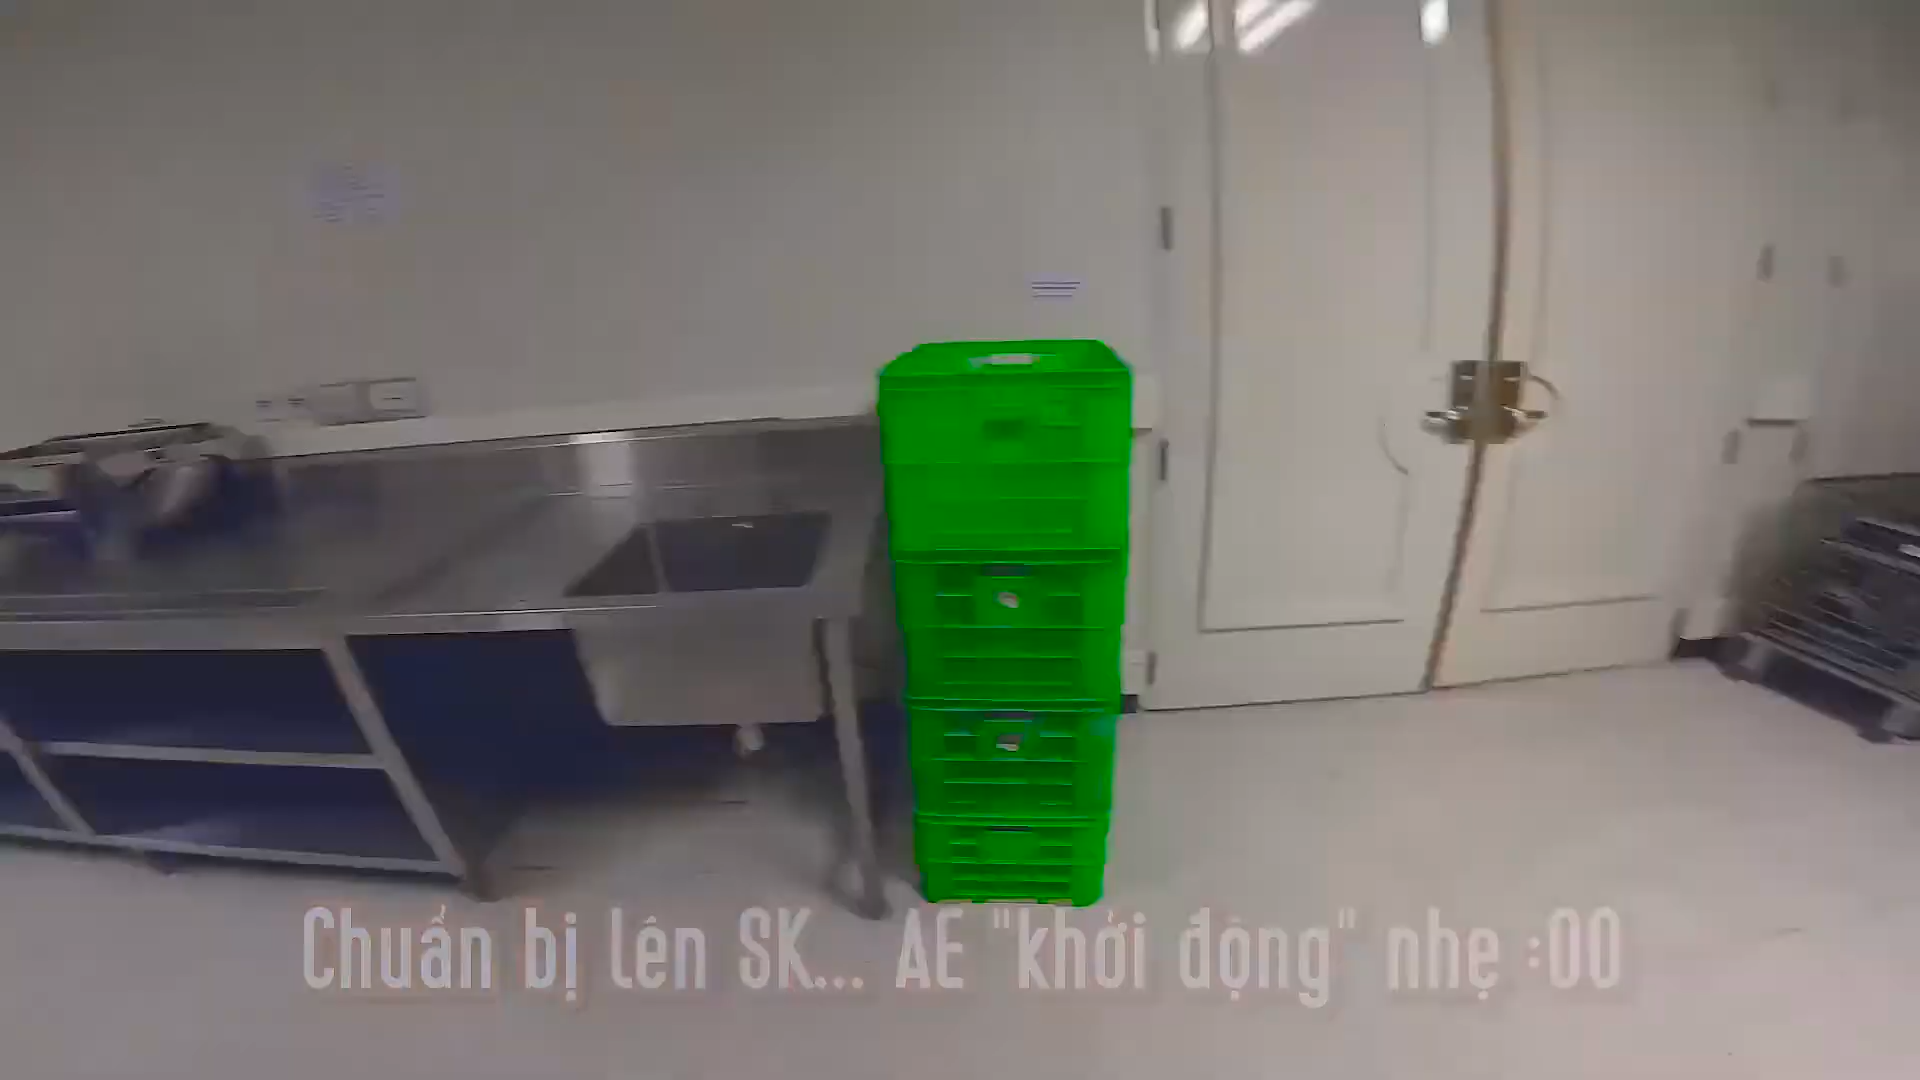 Chuẩn bị lên SK... AE "khởi động" nhẹ :00